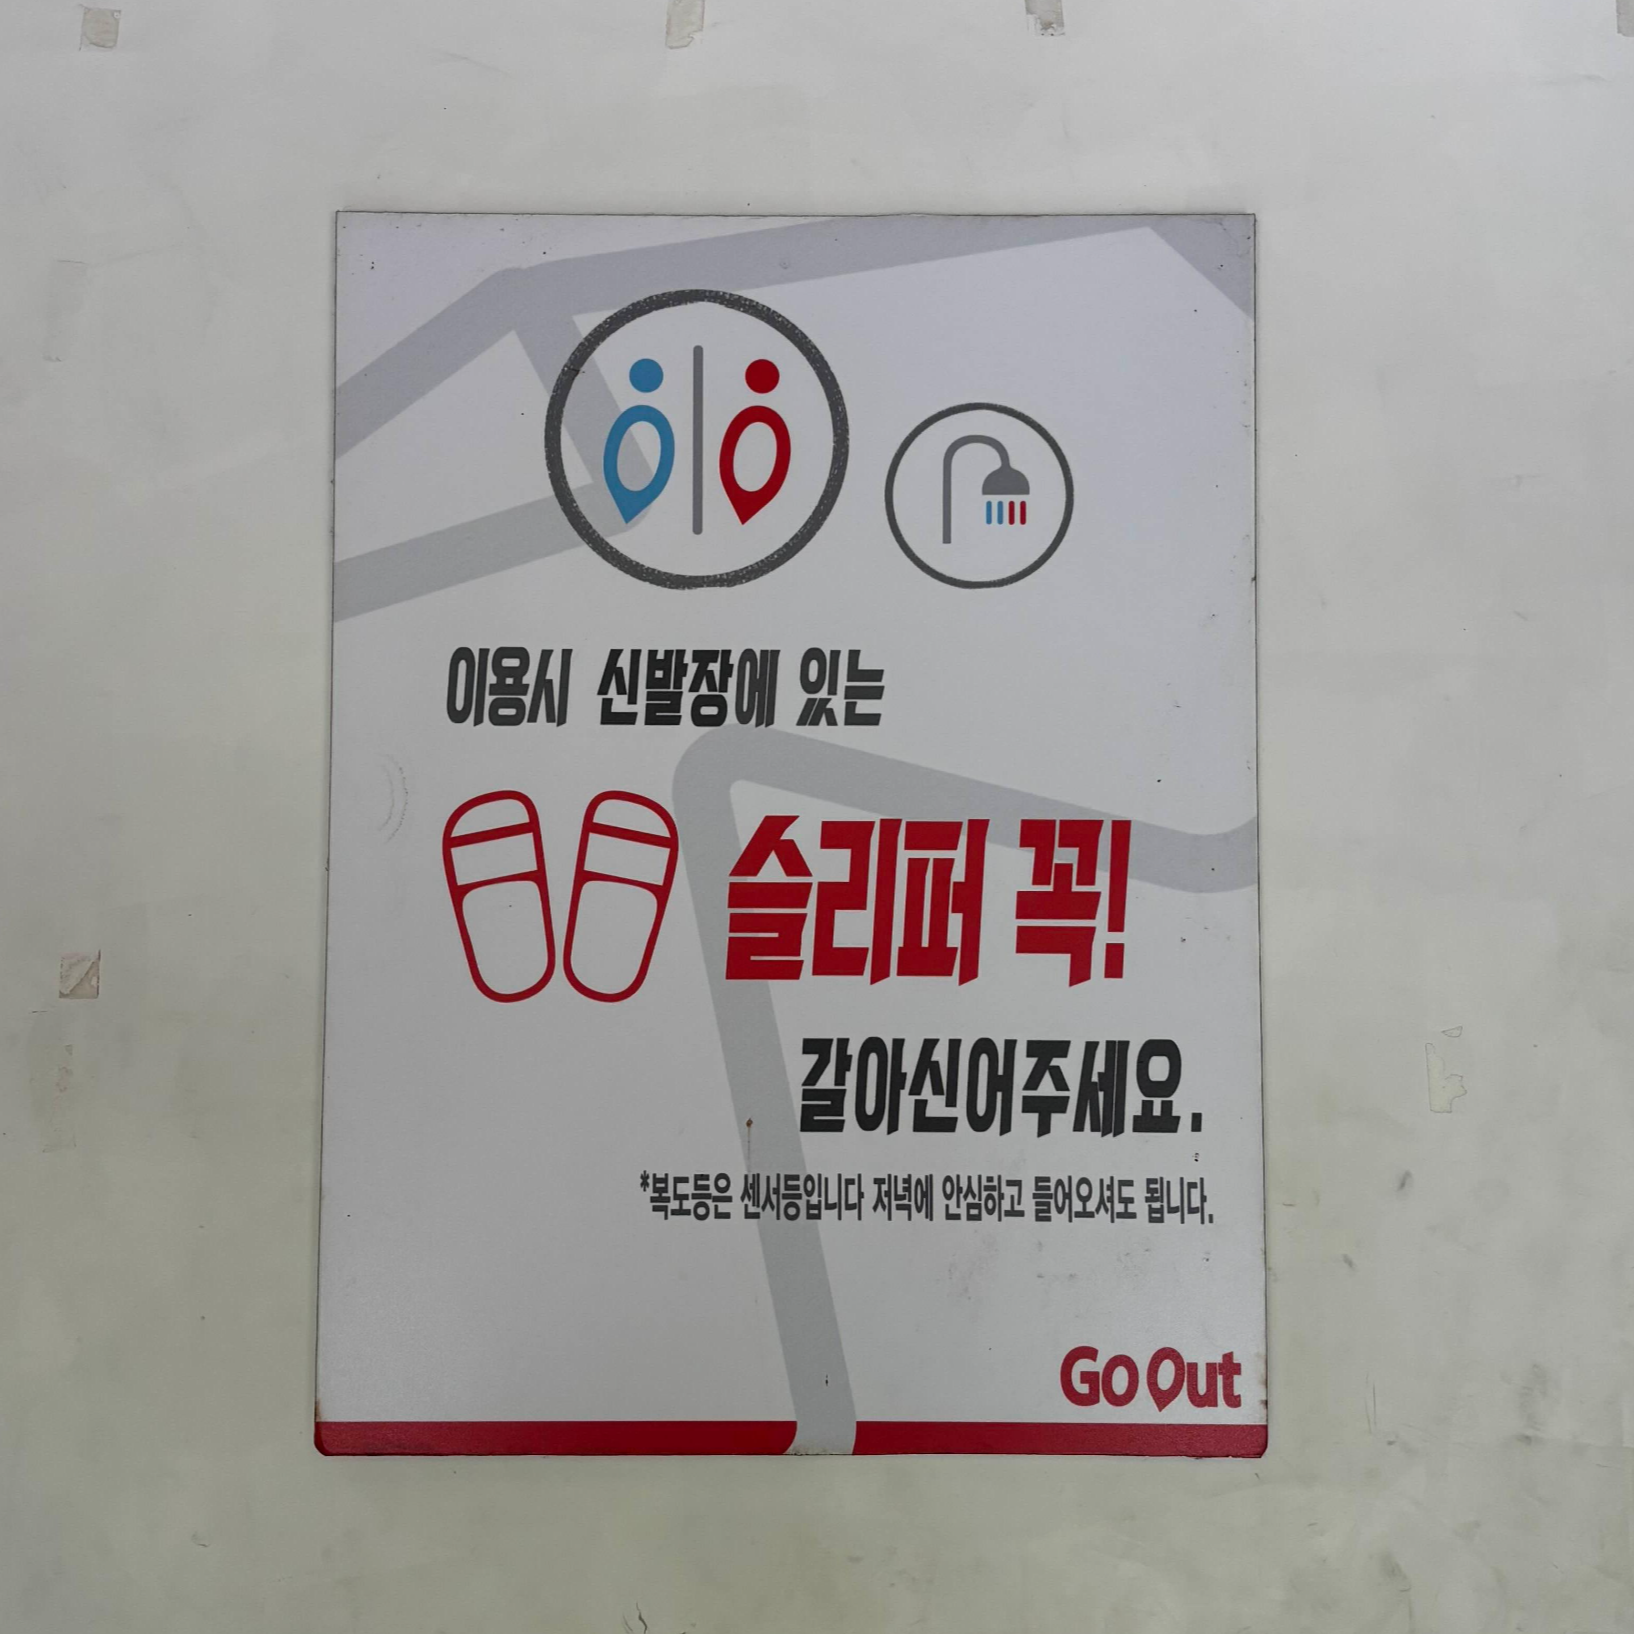 이용시 신발장에 있는
슬리퍼 꼭!
갈아신어주세요.
*복도등은 센서등입니다 저녁에 안심하고 들어오셔도 됩니다.
Go Out